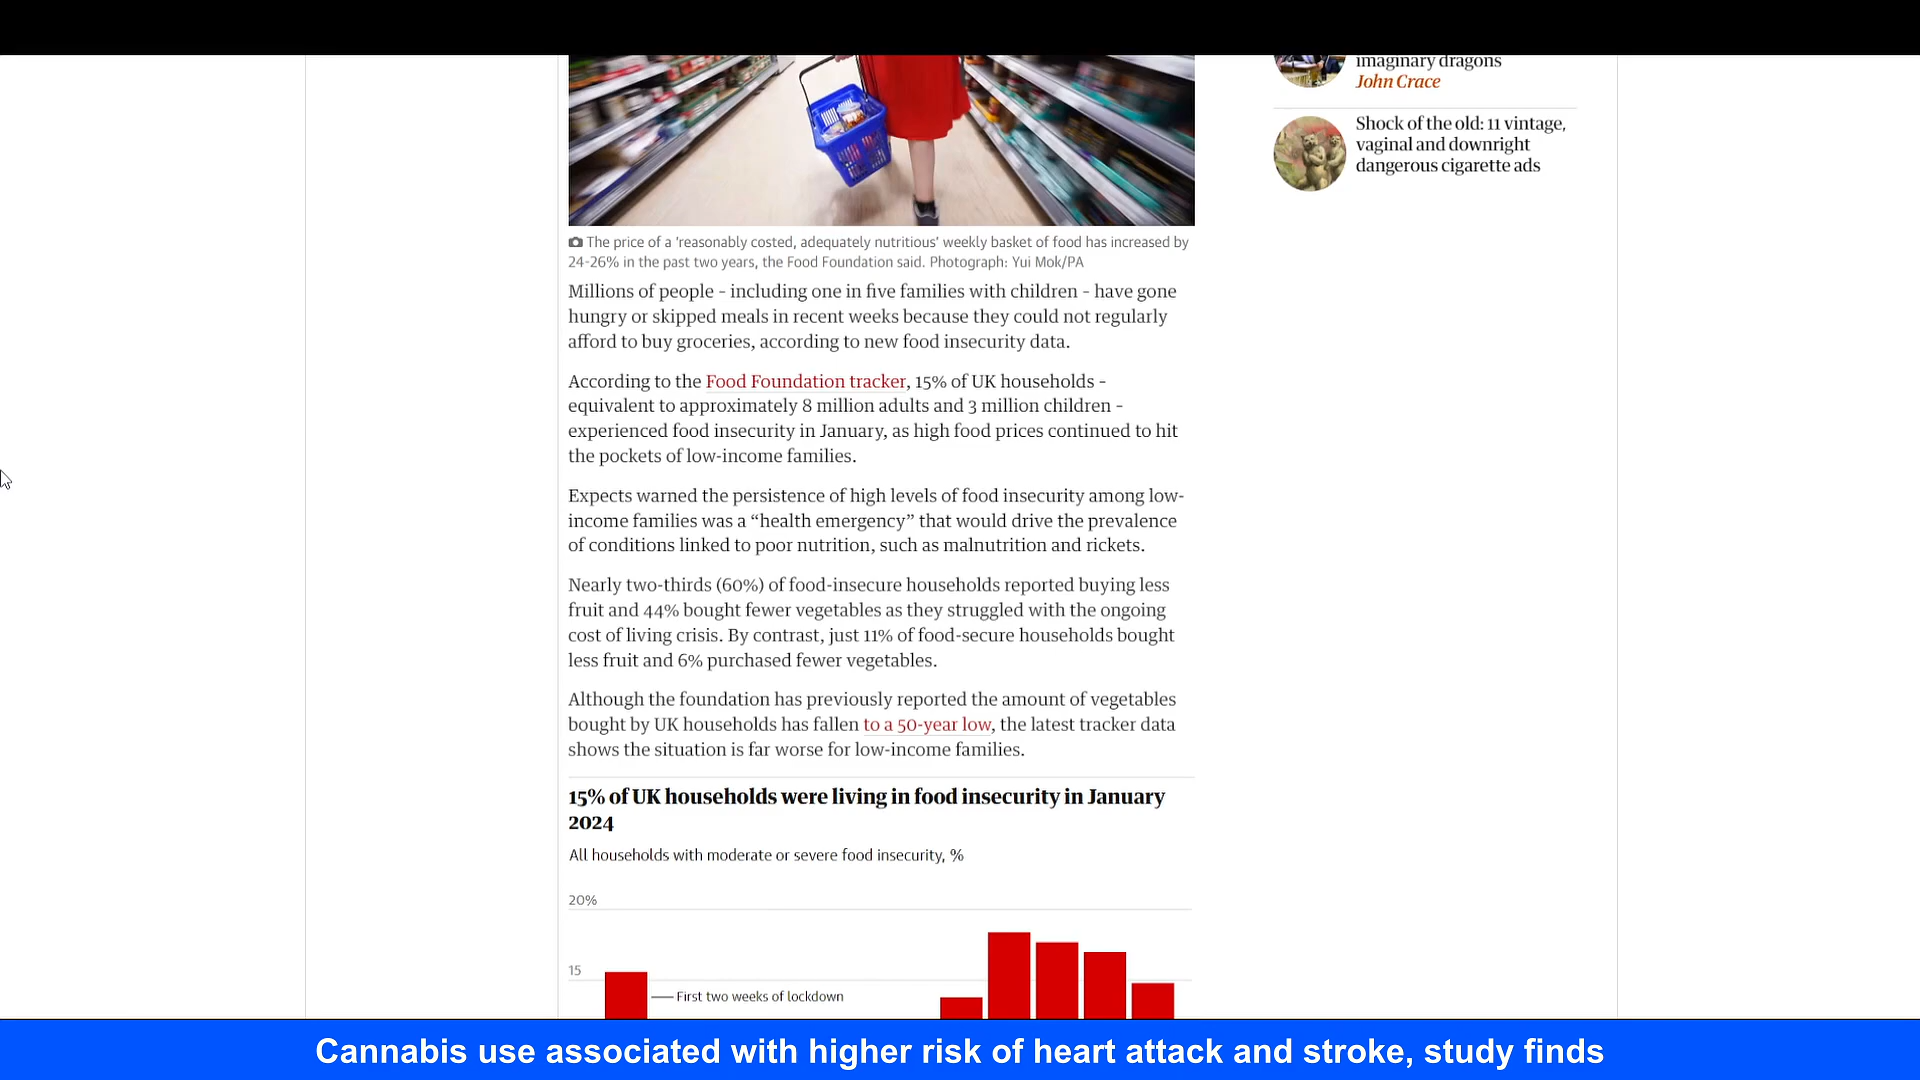 imaginary dragons
John Crace
Shock of the old: 11 vintage,
vaginal and downright
dangerous cigarette ads
The price of a ‘reasonably costed, adequately nutritious’ weekly basket of food has increased by
24-26% in the past two years, the Food Foundation said. Photograph: Yui Mok/PA
Millions of people – including one in five families with children – have gone
hungry or skipped meals in recent weeks because they could not regularly
afford to buy groceries, according to new food insecurity data.
According to the Food Foundation tracker, 15% of UK households –
equivalent to approximately 8 million adults and 3 million children –
experienced food insecurity in January, as high food prices continued to hit
the pockets of low-income families.
Expects warned the persistence of high levels of food insecurity among low-
income families was a “health emergency” that would drive the prevalence
of conditions linked to poor nutrition, such as malnutrition and rickets.
Nearly two-thirds (60%) of food-insecure households reported buying less
fruit and 44% bought fewer vegetables as they struggled with the ongoing
cost of living crisis. By contrast, just 11% of food-secure households bought
less fruit and 6% purchased fewer vegetables.
Although the foundation has previously reported the amount of vegetables
bought by UK households has fallen to a 50-year low, the latest tracker data
shows the situation is far worse for low-income families.
15% of UK households were living in food insecurity in January
2024
All households with moderate or severe food insecurity, %
20%
15
First two weeks of lockdown
Cannabis use associated with higher risk of heart attack and stroke, study finds